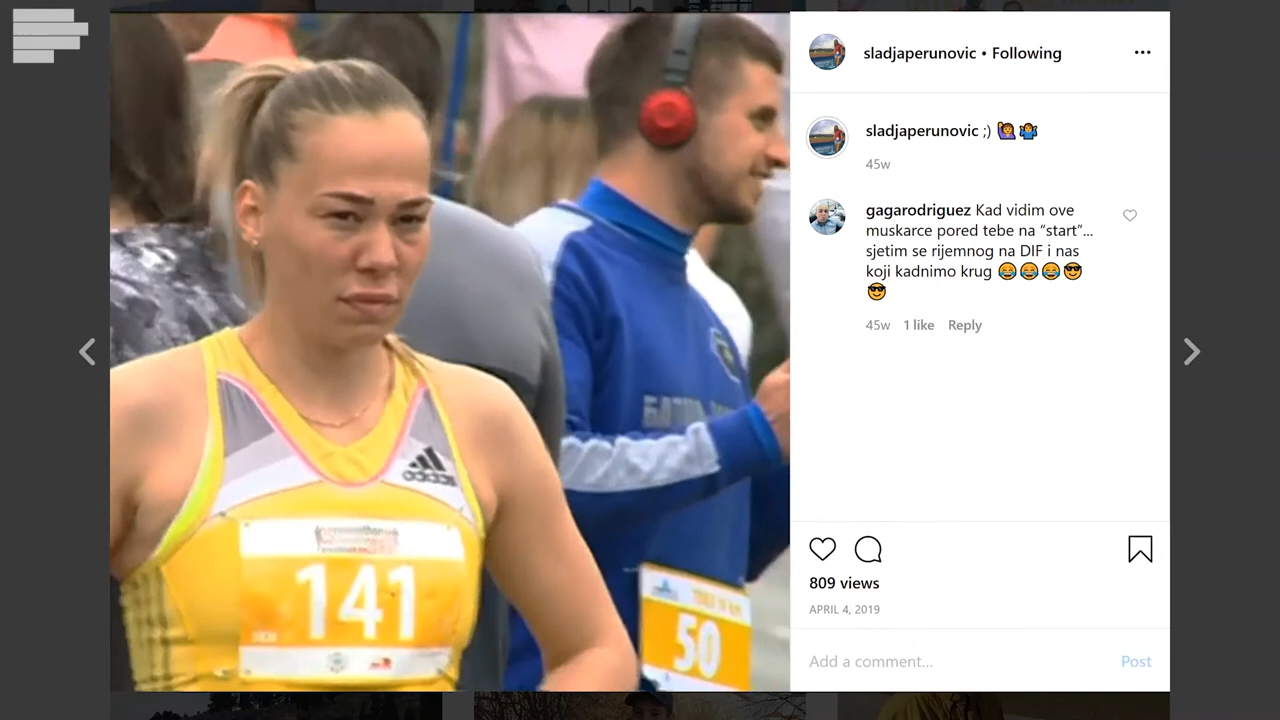 sladjaperunovic • Following
sladjaperunovic ;) 🙋 🤷
45w
gagarodriguez Kad vidim ove
muskarce pored tebe na “start”...
sjetim se rijemnog na DIF i nas
koji kadnimo krug 😂😂😂😎
😎
45w 1 like Reply
adidas
141
50
809 views
APRIL 4, 2019
Add a comment... Post